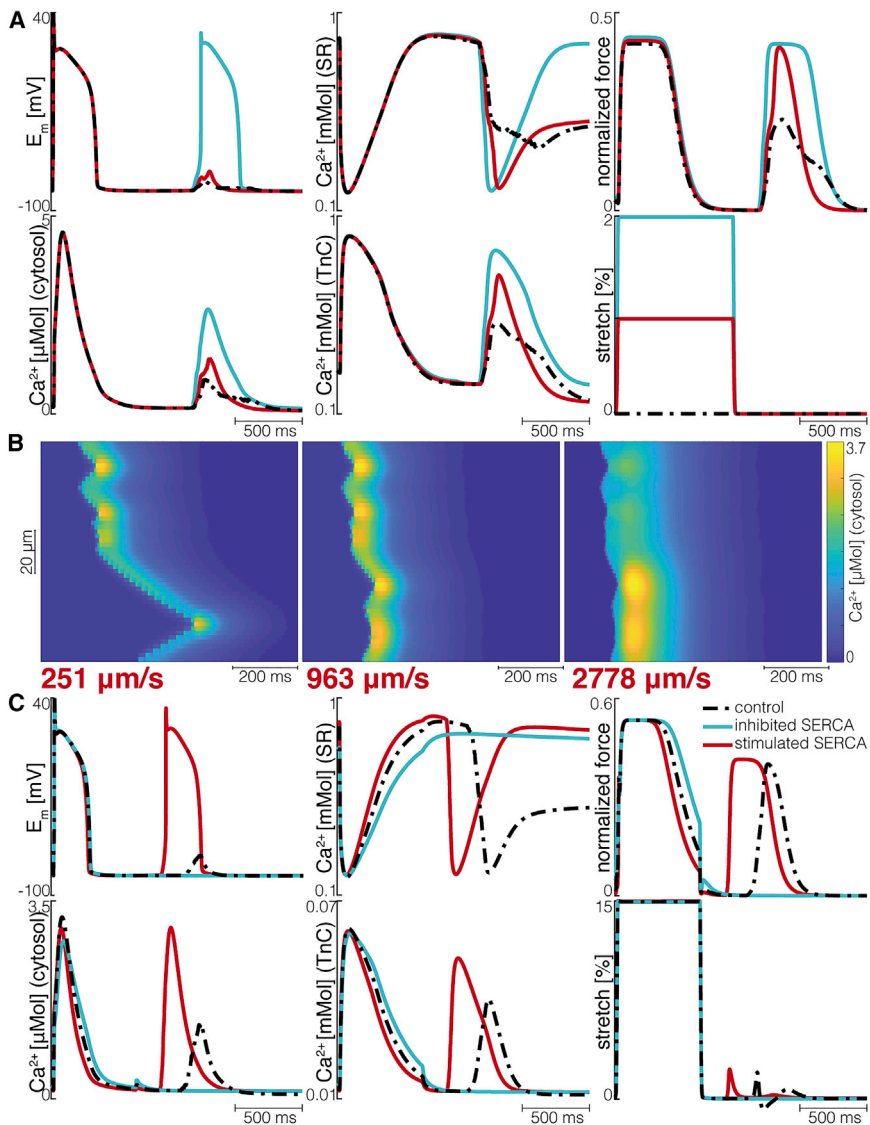 A
40
E_m [mV]
-100
1
Ca²⁺ [mMol] (SR)
0.1
0.5
normalized force
0
5
Ca²⁺ [µMol] (cytosol)
0
500 ms
1
Ca²⁺ [mMol] (TnC)
0.1
500 ms
2
stretch [%]
0
500 ms
B
20 µm
251 µm/s
200 ms
963 µm/s
200 ms
2778 µm/s
200 ms
3.7
Ca²⁺ [µMol] (cytosol)
0
C
40
E_m [mV]
-100
1
Ca²⁺ [mMol] (SR)
0.1
0.6
normalized force
0
control
inhibited SERCA
stimulated SERCA
3.5
Ca²⁺ [µMol] (cytosol)
0
500 ms
0.07
Ca²⁺ [mMol] (TnC)
0.01
500 ms
15
stretch [%]
0
500 ms